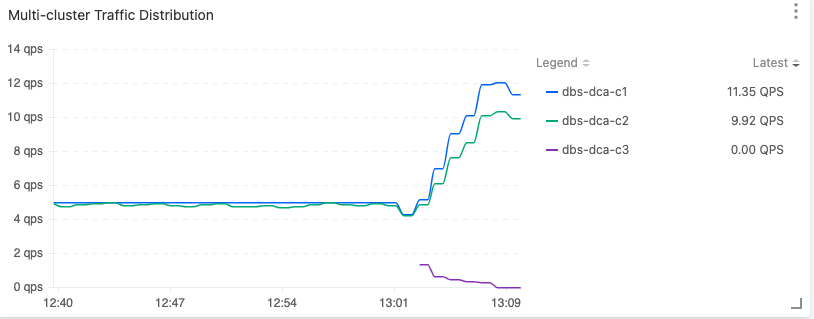 Multi-cluster Traffic Distribution
14 qps
12 qps
10 qps
8 qps
6 qps
4 qps
2 qps
0 qps
12:40 12:47 12:54 13:01 13:09
Legend Latest
dbs-dca-c1 11.35 QPS
dbs-dca-c2 9.92 QPS
dbs-dca-c3 0.00 QPS